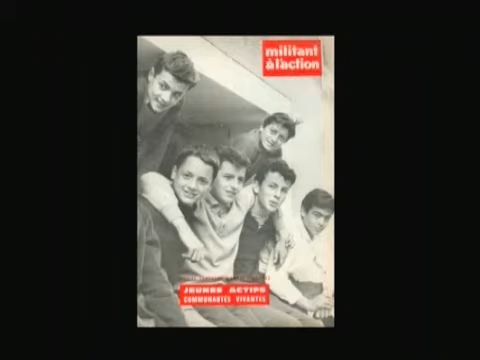 militant
à l'action
JEUNES ACTIFS
COMMUNAUTÉS VIVANTES